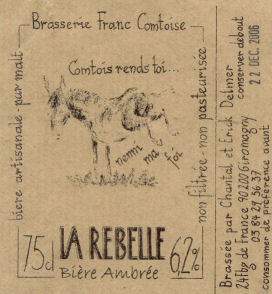 Brasserie Franc Comtoise
Comtois rends toi...
nenni ma foi
bière artisanale - pur malt
non filtrée - non pasteurisée
75cl
LA REBELLE
6,2%
Bière Ambrée
Brassée par Chantal et Erick Delmer
24 fbg de France 90200 Giromagny
03 84 29 56 37
consommer de préférence avant
conserver debout
22 DEC. 2006